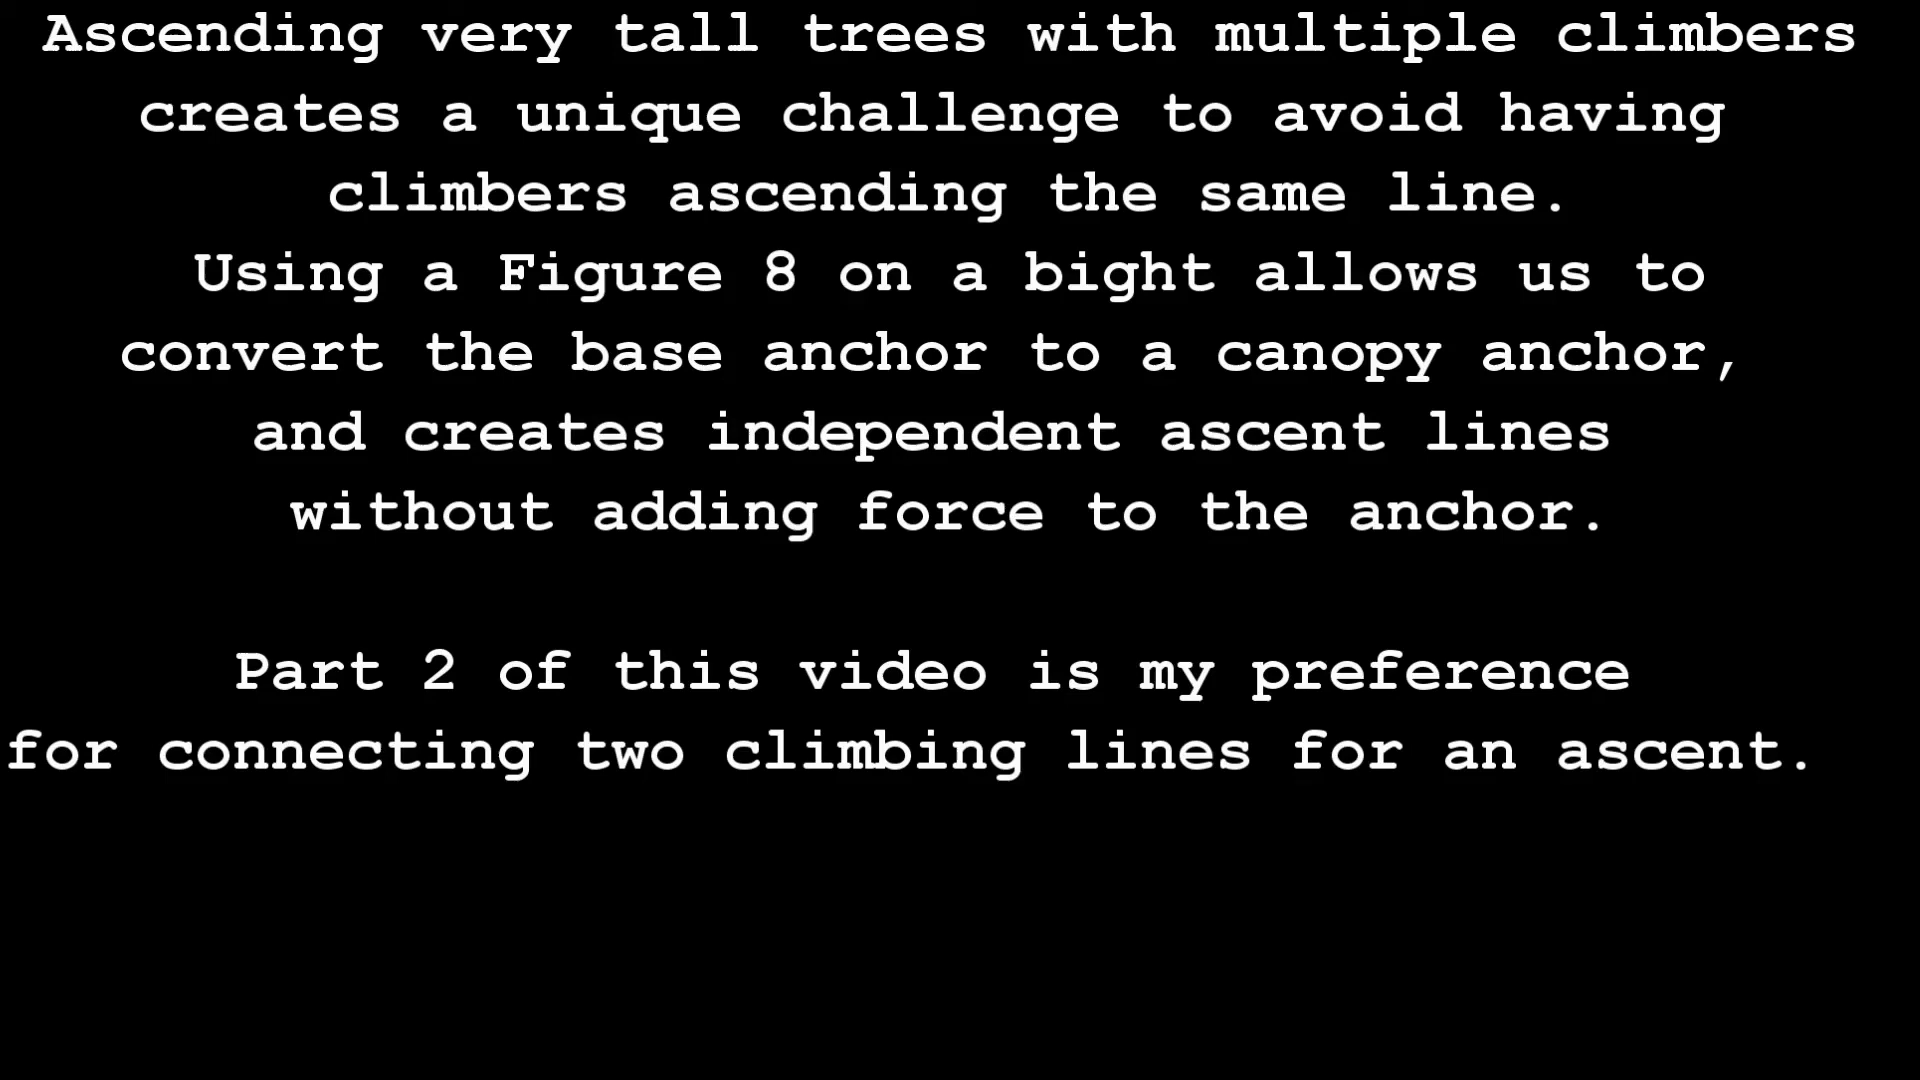 Ascending very tall trees with multiple climbers
creates a unique challenge to avoid having
climbers ascending the same line.
Using a Figure 8 on a bight allows us to
convert the base anchor to a canopy anchor,
and creates independent ascent lines
without adding force to the anchor.
Part 2 of this video is my preference
for connecting two climbing lines for an ascent.